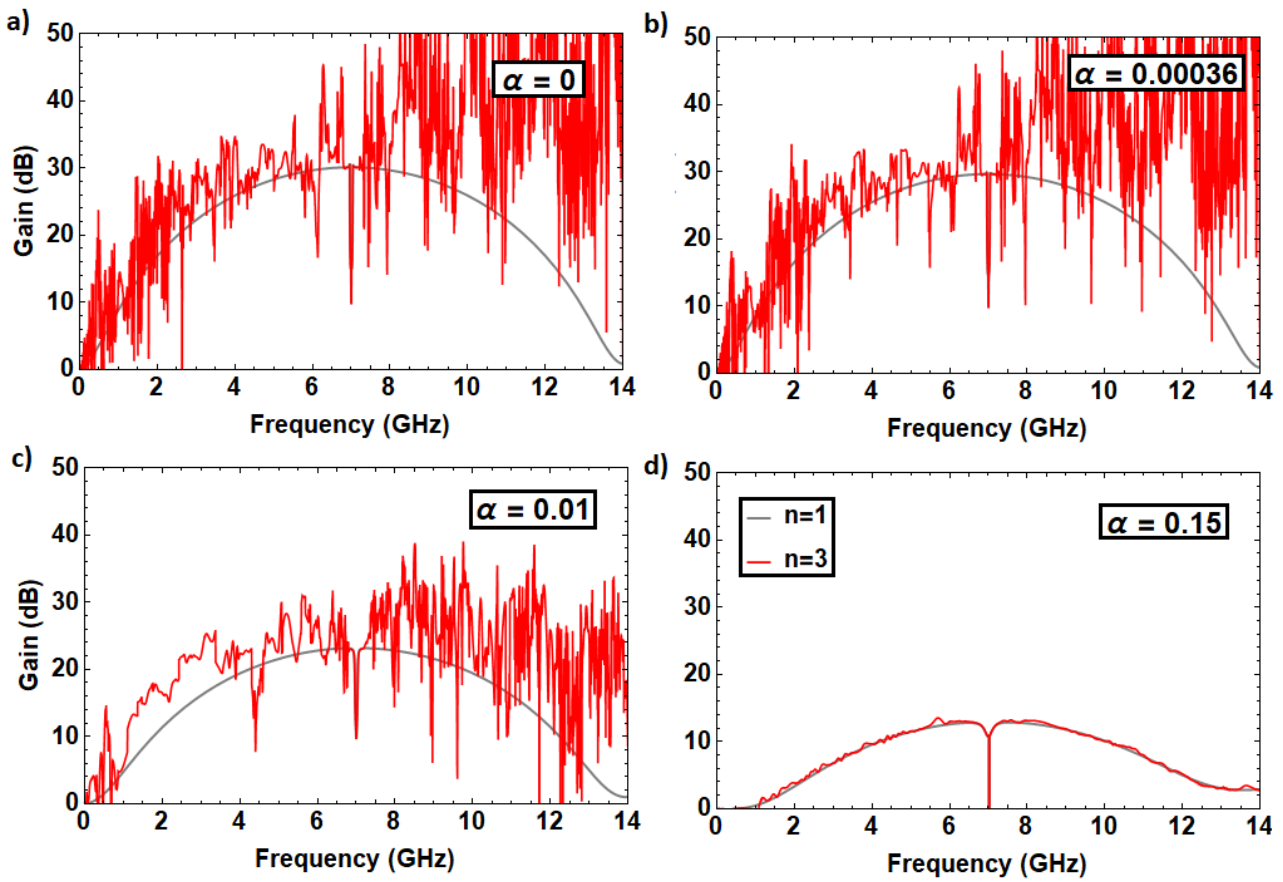 a)
50
40
30
20
10
0
Gain (dB)
α = 0
0 2 4 6 8 10 12 14
Frequency (GHz)
b)
50
40
30
20
10
0
α = 0.00036
0 2 4 6 8 10 12 14
Frequency (GHz)
c)
50
40
30
20
10
0
Gain (dB)
α = 0.01
0 2 4 6 8 10 12 14
Frequency (GHz)
d)
50
40
30
20
10
0
n=1
n=3
α = 0.15
0 2 4 6 8 10 12 14
Frequency (GHz)